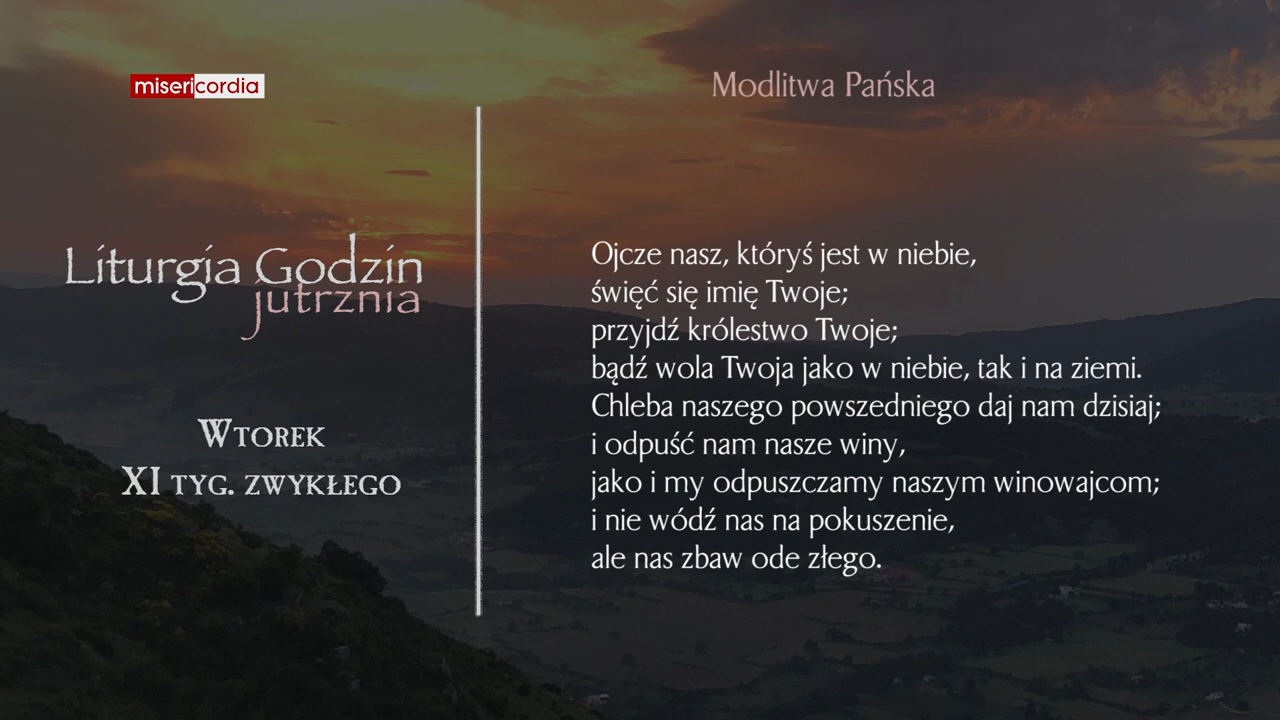 misericordia
Liturgia Godzin
jutrznia
Wtorek
XI tyg. zwykłego
Modlitwa Pańska
Ojcze nasz, któryś jest w niebie,
święć się imię Twoje;
przyjdź królestwo Twoje;
bądź wola Twoja jako w niebie, tak i na ziemi.
Chleba naszego powszedniego daj nam dzisiaj;
i odpuść nam nasze winy,
jako i my odpuszczamy naszym winowajcom;
i nie wódź nas na pokuszenie,
ale nas zbaw ode złego.